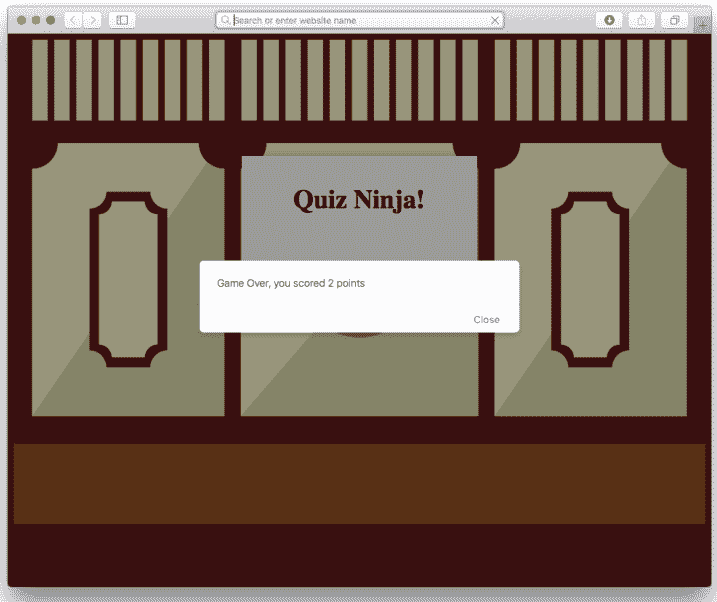 Search or enter website name
Quiz Ninja!
Game Over, you scored 2 points
Close